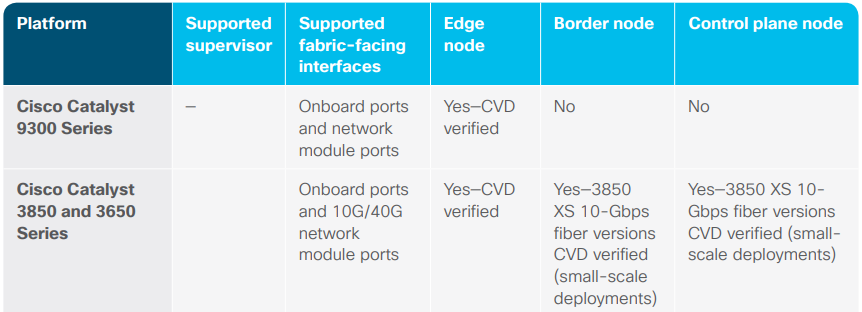 Platform
Supported
supervisor
Supported
fabric-facing
interfaces
Edge
node
Border node
Control plane node
Cisco Catalyst
9300 Series
–
Onboard ports
and network
module ports
Yes–CVD
verified
No
No
Cisco Catalyst
3850 and 3650
Series
Onboard ports
and 10G/40G
network
module ports
Yes–CVD
verified
Yes–3850
XS 10-Gbps
fiber versions
CVD verified
(small-scale
deployments)
Yes–3850 XS 10-
Gbps fiber versions
CVD verified (small-
scale deployments)